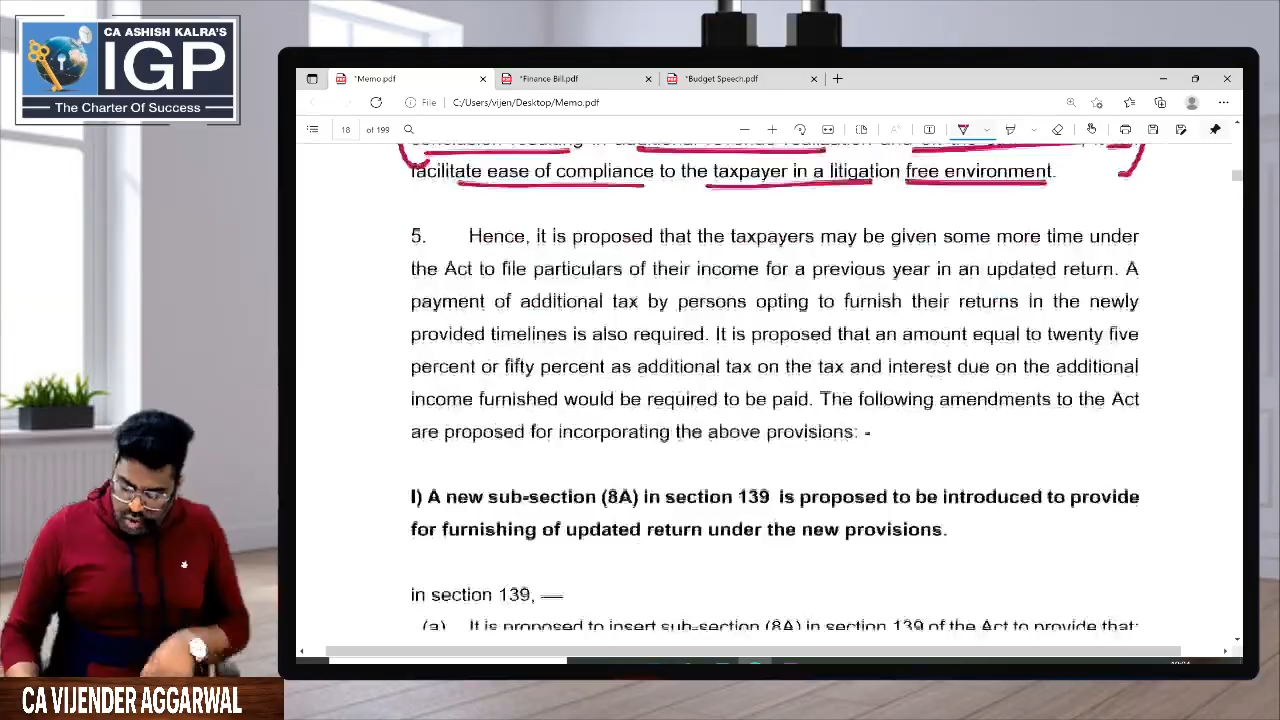 CA ASHISH KALRA'S
IGP
The Charter Of Success
*Memo.pdf
*Finance Bill.pdf
*Budget Speech.pdf
File
C:/Users/vijen/Desktop/Memo.pdf
18 of 199
conclusion resulting in additional revenue realisation and on the
facilitate ease of compliance to the taxpayer in a litigation free environment.
5. Hence, it is proposed that the taxpayers may be given some more time under
the Act to file particulars of their income for a previous year in an updated return. A
payment of additional tax by persons opting to furnish their returns in the newly
provided timelines is also required. It is proposed that an amount equal to twenty five
percent or fifty percent as additional tax on the tax and interest due on the additional
income furnished would be required to be paid. The following amendments to the Act
are proposed for incorporating the above provisions: -
I) A new sub-section (8A) in section 139 is proposed to be introduced to provide
for furnishing of updated return under the new provisions.
in section 139, —
(a) It is proposed to insert sub-section (8A) in section 139 of the Act to provide that:
CA VIJENDER AGGARWAL